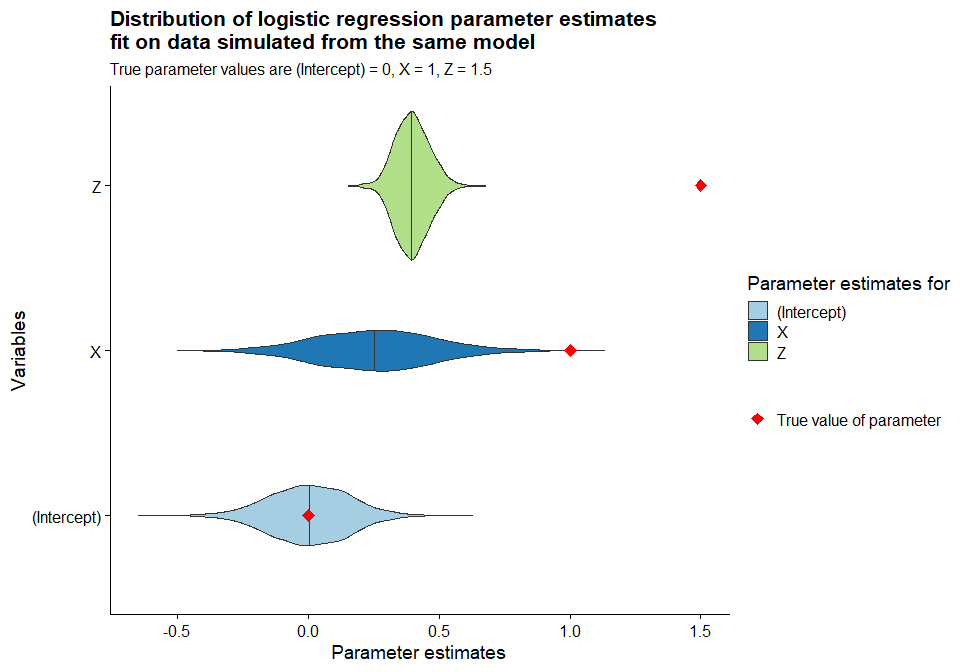 Distribution of logistic regression parameter estimates
fit on data simulated from the same model
True parameter values are (Intercept) = 0, X = 1, Z = 1.5
Z
X
(Intercept)
Variables
-0.5
0.0
0.5
1.0
1.5
Parameter estimates
Parameter estimates for
(Intercept)
X
Z
True value of parameter